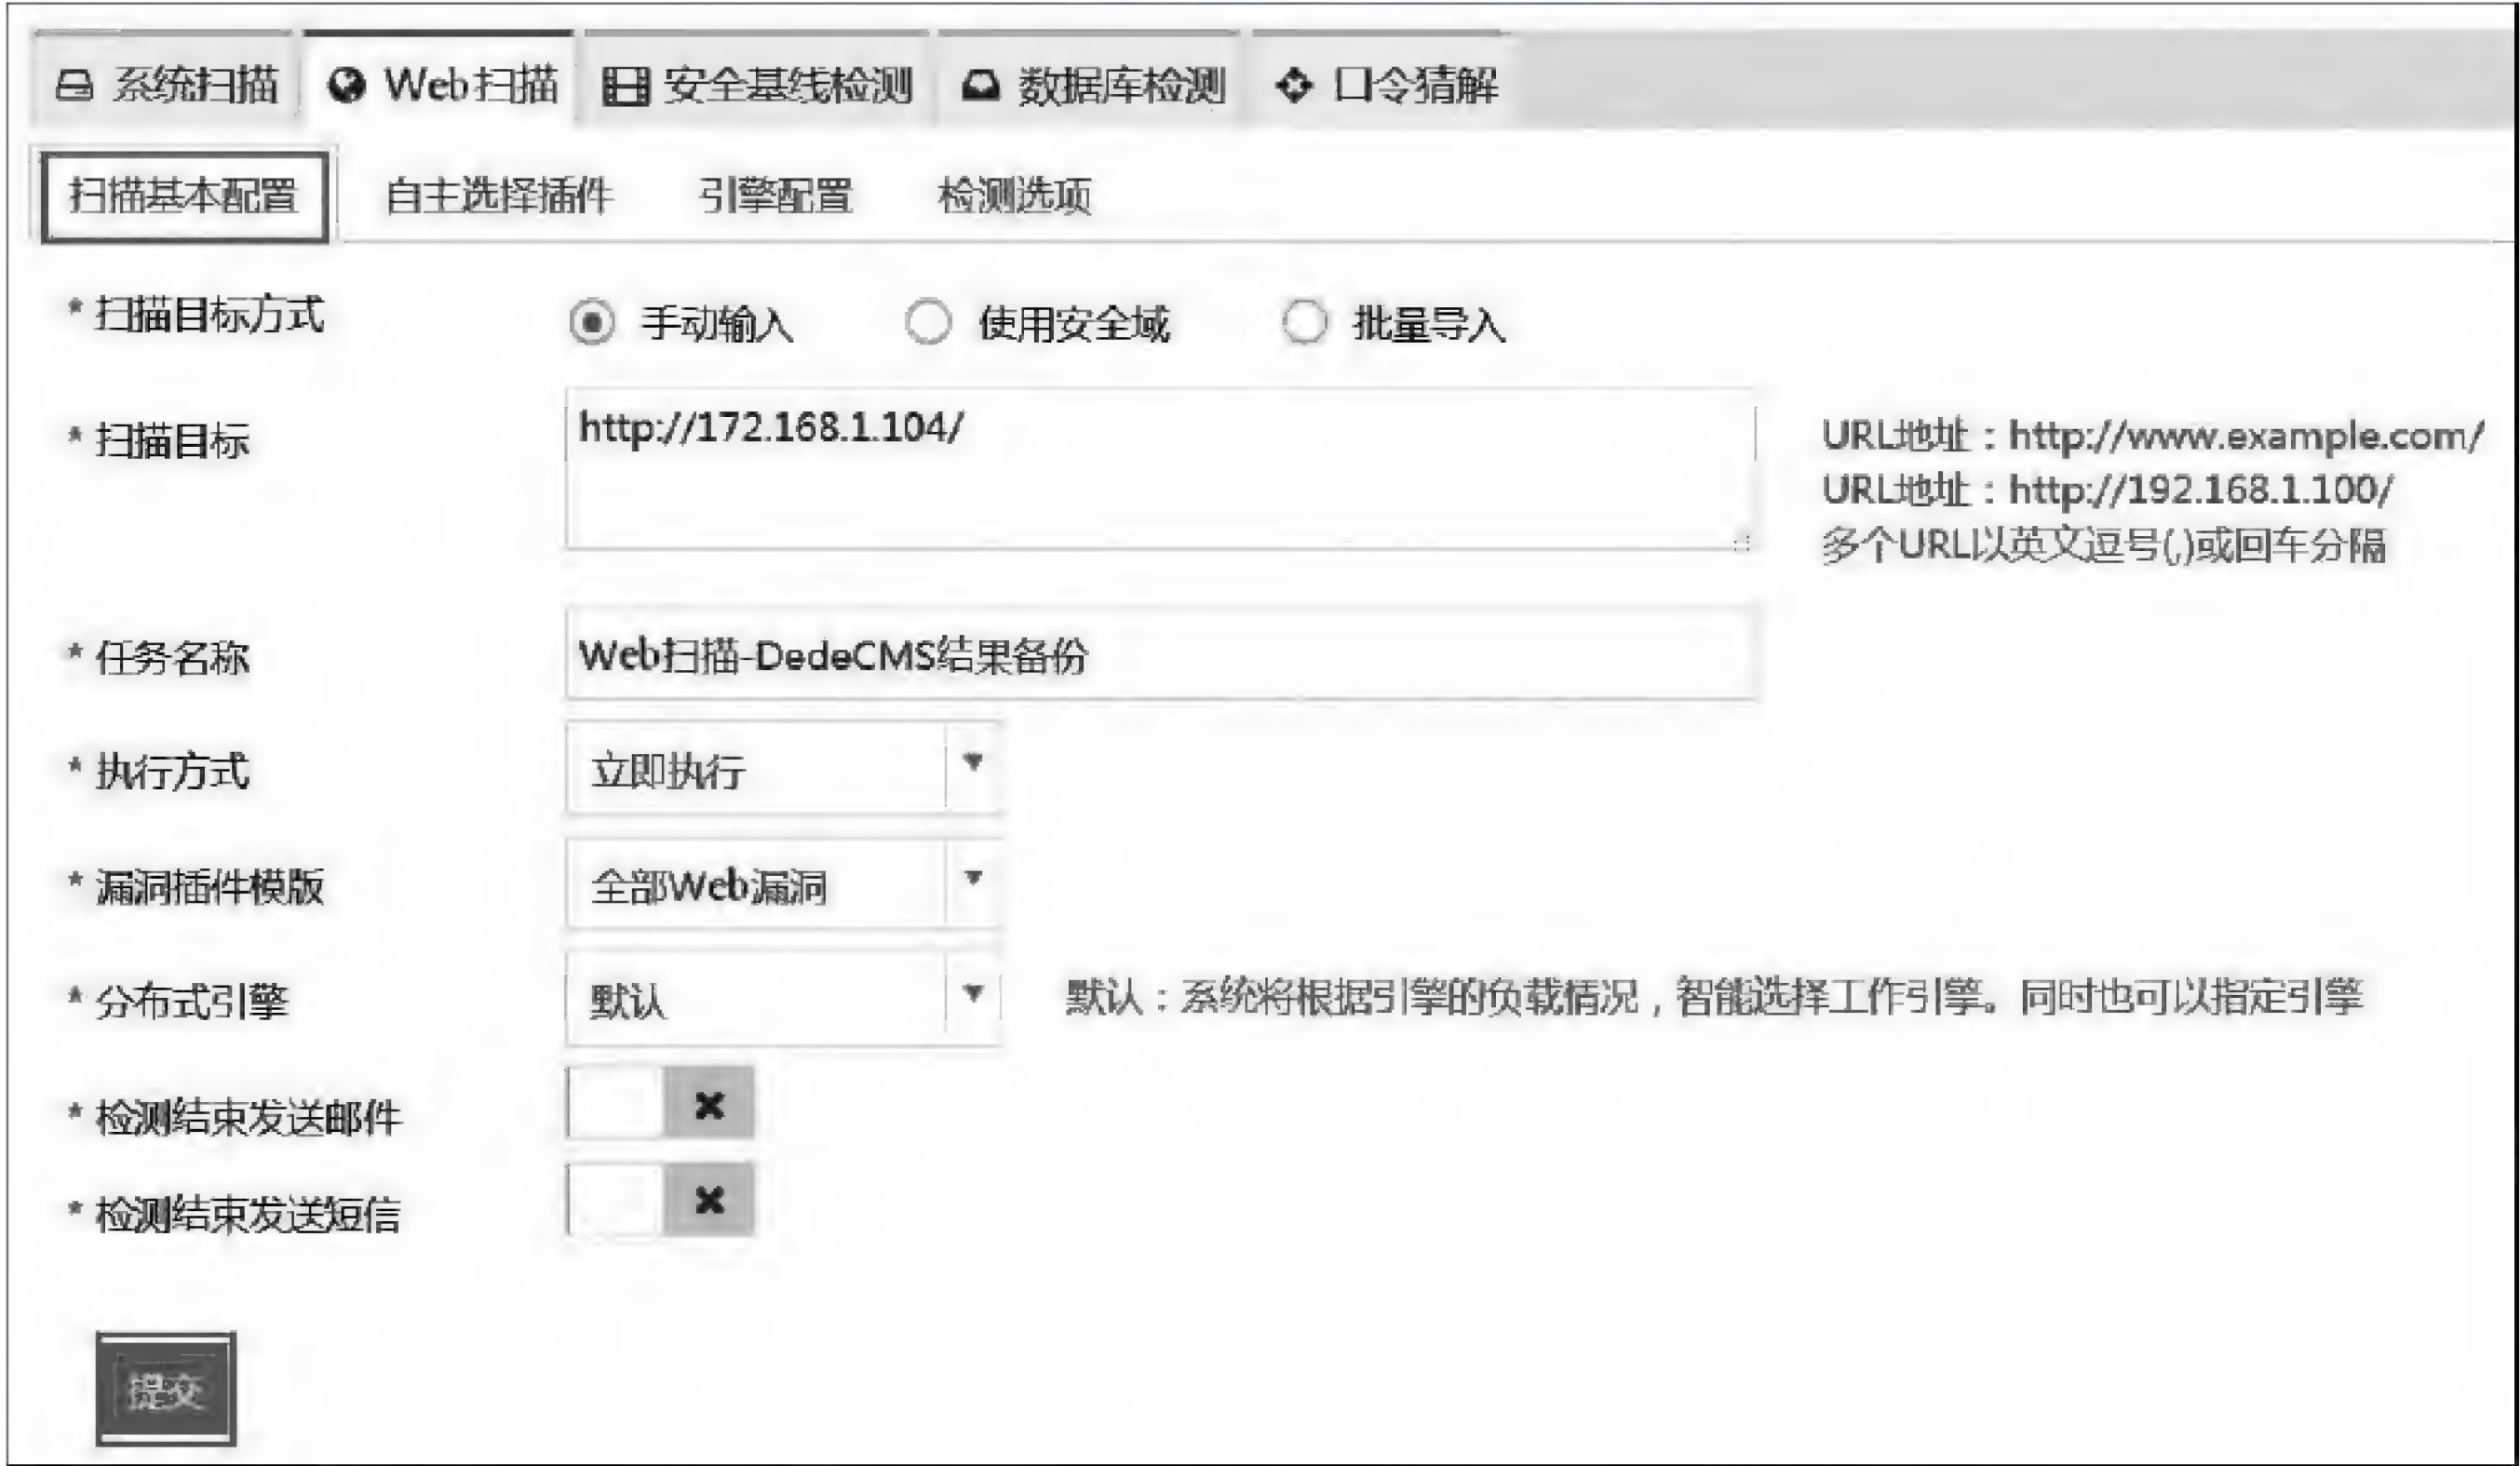 系统扫描 Web扫描 安全基线检测 数据库检测 口令猜解
扫描基本配置 自主选择插件 引擎配置 检测选项
* 扫描目标方式 手动输入 使用安全域 批量导入
* 扫描目标 http://172.168.1.104/ URL地址：http://www.example.com/
URL地址：http://192.168.1.100/
多个URL以英文逗号(,)或回车分隔
* 任务名称 Web扫描-DedeCMS结果备份
* 执行方式 立即执行
* 漏洞插件模版 全部Web漏洞
* 分布式引擎 默认 默认：系统将根据引擎的负载情况，智能选择工作引擎。同时也可以指定引擎
* 检测结束发送邮件
* 检测结束发送短信
提交